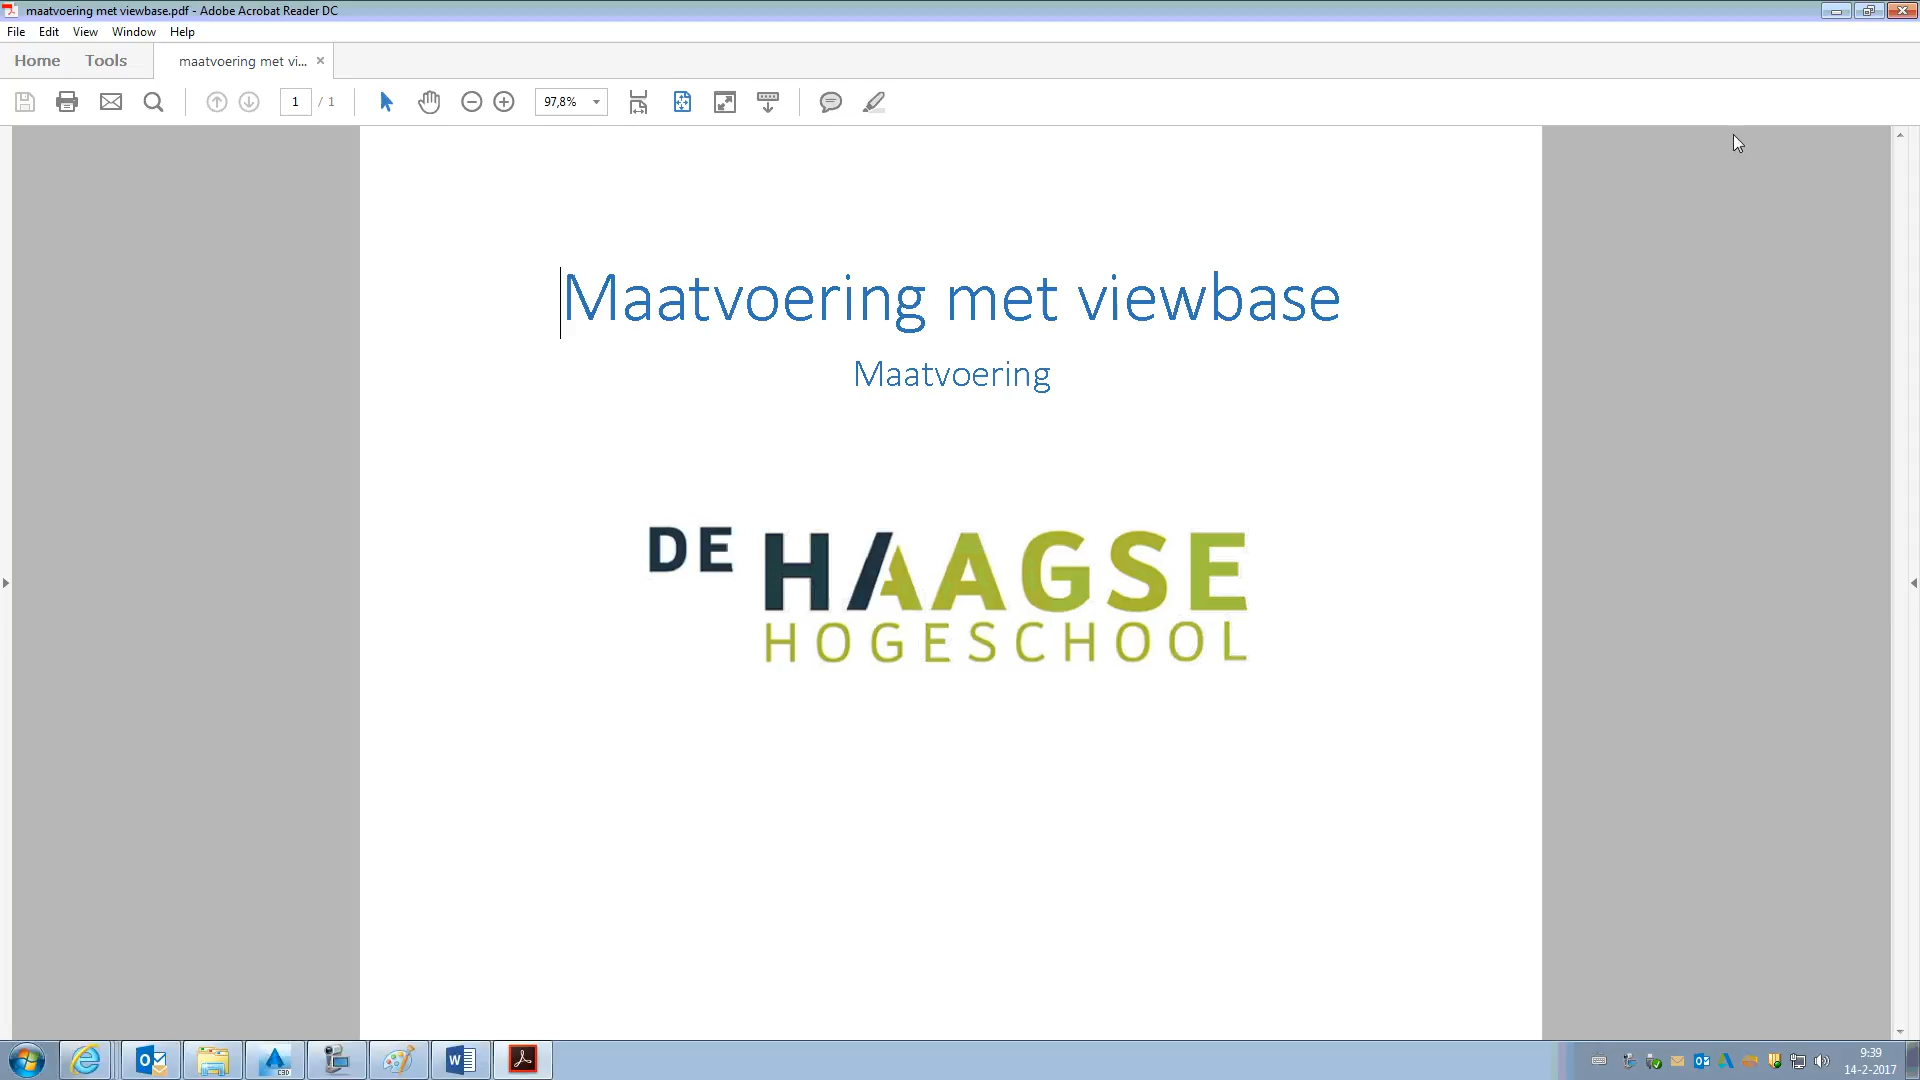 maatvoering met viewbase.pdf - Adobe Acrobat Reader DC
File Edit View Window Help
Home Tools maatvoering met vi...
1 / 1 97,8%
Maatvoering met viewbase
Maatvoering
DE HAAGSE
HOGESCHOOL
C3D
9:39
14-2-2017